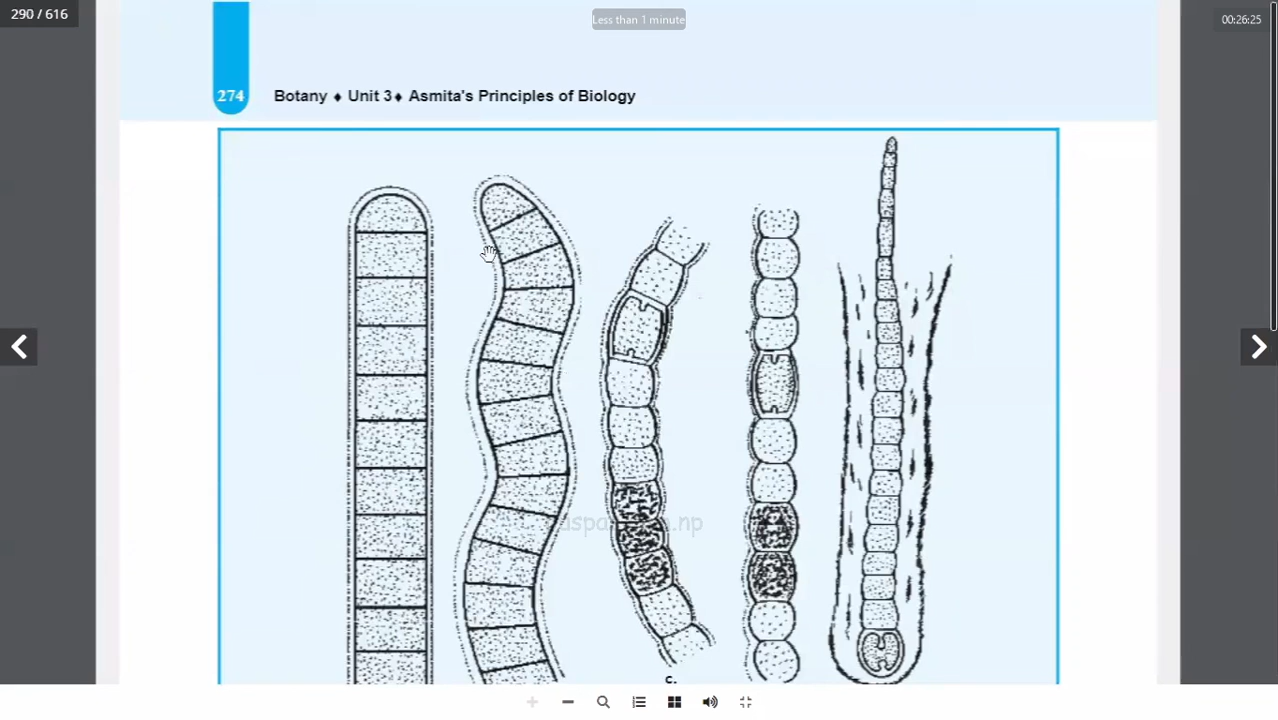 290 / 616
Less than 1 minute
00:26:25
274 Botany ♦ Unit 3♦ Asmita's Principles of Biology
c.